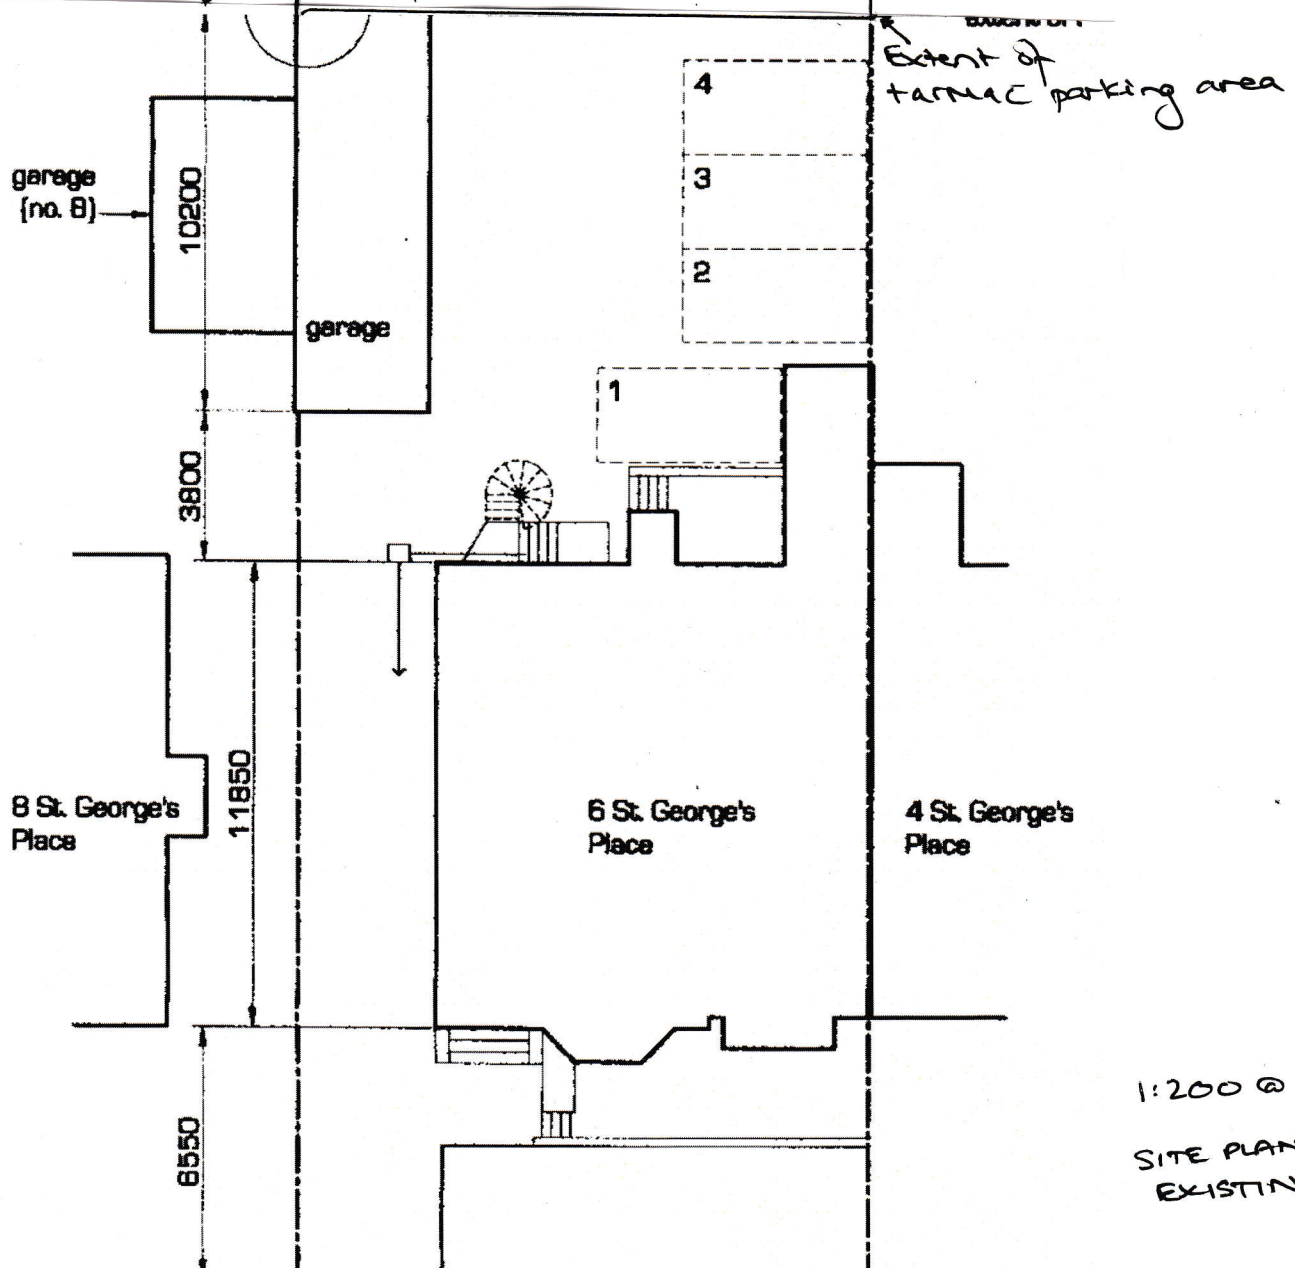 Extent of
tarmac parking area
4
3
2
1
garage
(no. 8)
10200
garage
3800
11850
8 St. George's
Place
6 St. George's
Place
4 St. George's
Place
6550
1:200 @
SITE PLAN
EXISTIN